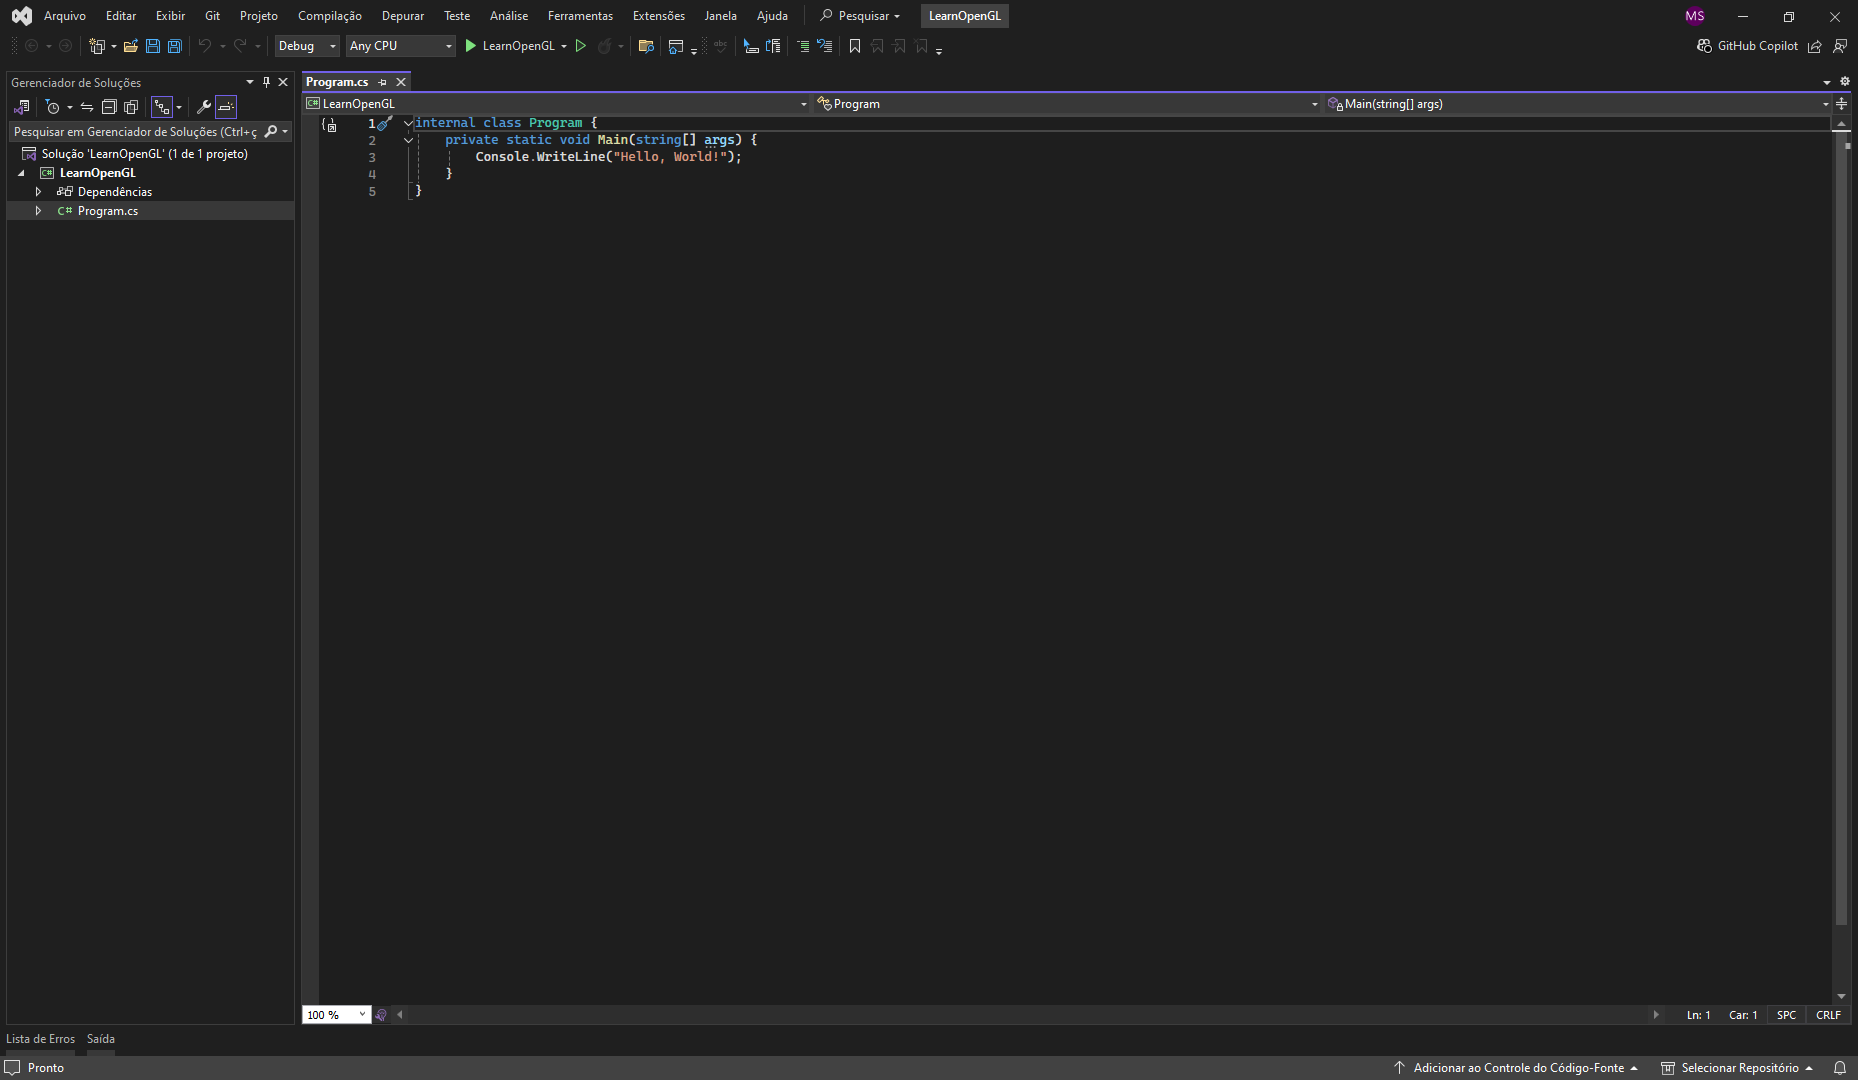 Arquivo Editar Exibir Git Projeto Compilação Depurar Teste Análise Ferramentas Extensões Janela Ajuda Pesquisar LearnOpenGL MS
Debug Any CPU LearnOpenGL GitHub Copilot
Gerenciador de Soluções
Pesquisar em Gerenciador de Soluções (Ctrl+ç
Solução 'LearnOpenGL' (1 de 1 projeto)
C# LearnOpenGL
Dependências
C# Program.cs
Program.cs
C# LearnOpenGL Program Main(string[] args)
1 internal class Program {
2 private static void Main(string[] args) {
3 Console.WriteLine("Hello, World!");
4 }
5 }
100 % Ln: 1 Car: 1 SPC CRLF
Lista de Erros Saída
Pronto Adicionar ao Controle do Código-Fonte Selecionar Repositório